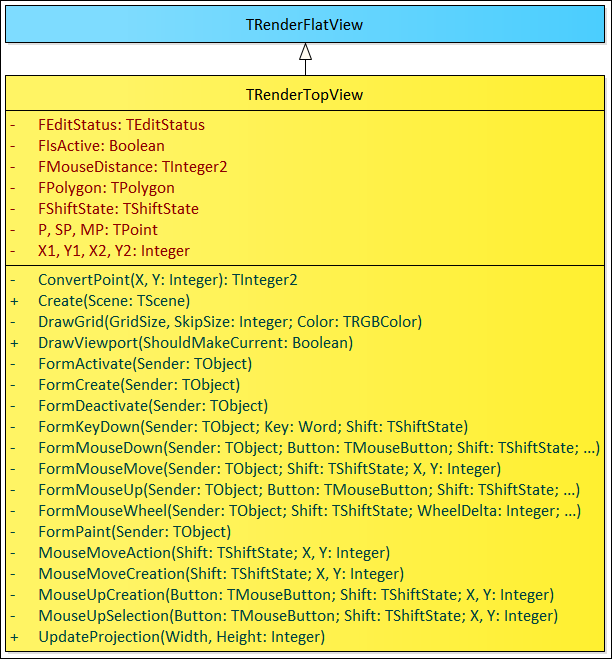 TRenderFlatView
TRenderTopView
- FEditStatus: TEditStatus
- FIsActive: Boolean
- FMouseDistance: TInteger2
- FPolygon: TPolygon
- FShiftState: TShiftState
- P, SP, MP: TPoint
- X1, Y1, X2, Y2: Integer
- ConvertPoint(X, Y: Integer): TInteger2
+ Create(Scene: TScene)
- DrawGrid(GridSize, SkipSize: Integer; Color: TRGBColor)
+ DrawViewport(ShouldMakeCurrent: Boolean)
- FormActivate(Sender: TObject)
- FormCreate(Sender: TObject)
- FormDeactivate(Sender: TObject)
- FormKeyDown(Sender: TObject; Key: Word; Shift: TShiftState)
- FormMouseDown(Sender: TObject; Button: TMouseButton; Shift: TShiftState; ...)
- FormMouseMove(Sender: TObject; Shift: TShiftState; X, Y: Integer)
- FormMouseUp(Sender: TObject; Button: TMouseButton; Shift: TShiftState; ...)
- FormMouseWheel(Sender: TObject; Shift: TShiftState; WheelDelta: Integer; ...)
- FormPaint(Sender: TObject)
- MouseMoveAction(Shift: TShiftState; X, Y: Integer)
- MouseMoveCreation(Shift: TShiftState; X, Y: Integer)
- MouseUpCreation(Button: TMouseButton; Shift: TShiftState; X, Y: Integer)
- MouseUpSelection(Button: TMouseButton; Shift: TShiftState; X, Y: Integer)
+ UpdateProjection(Width, Height: Integer)